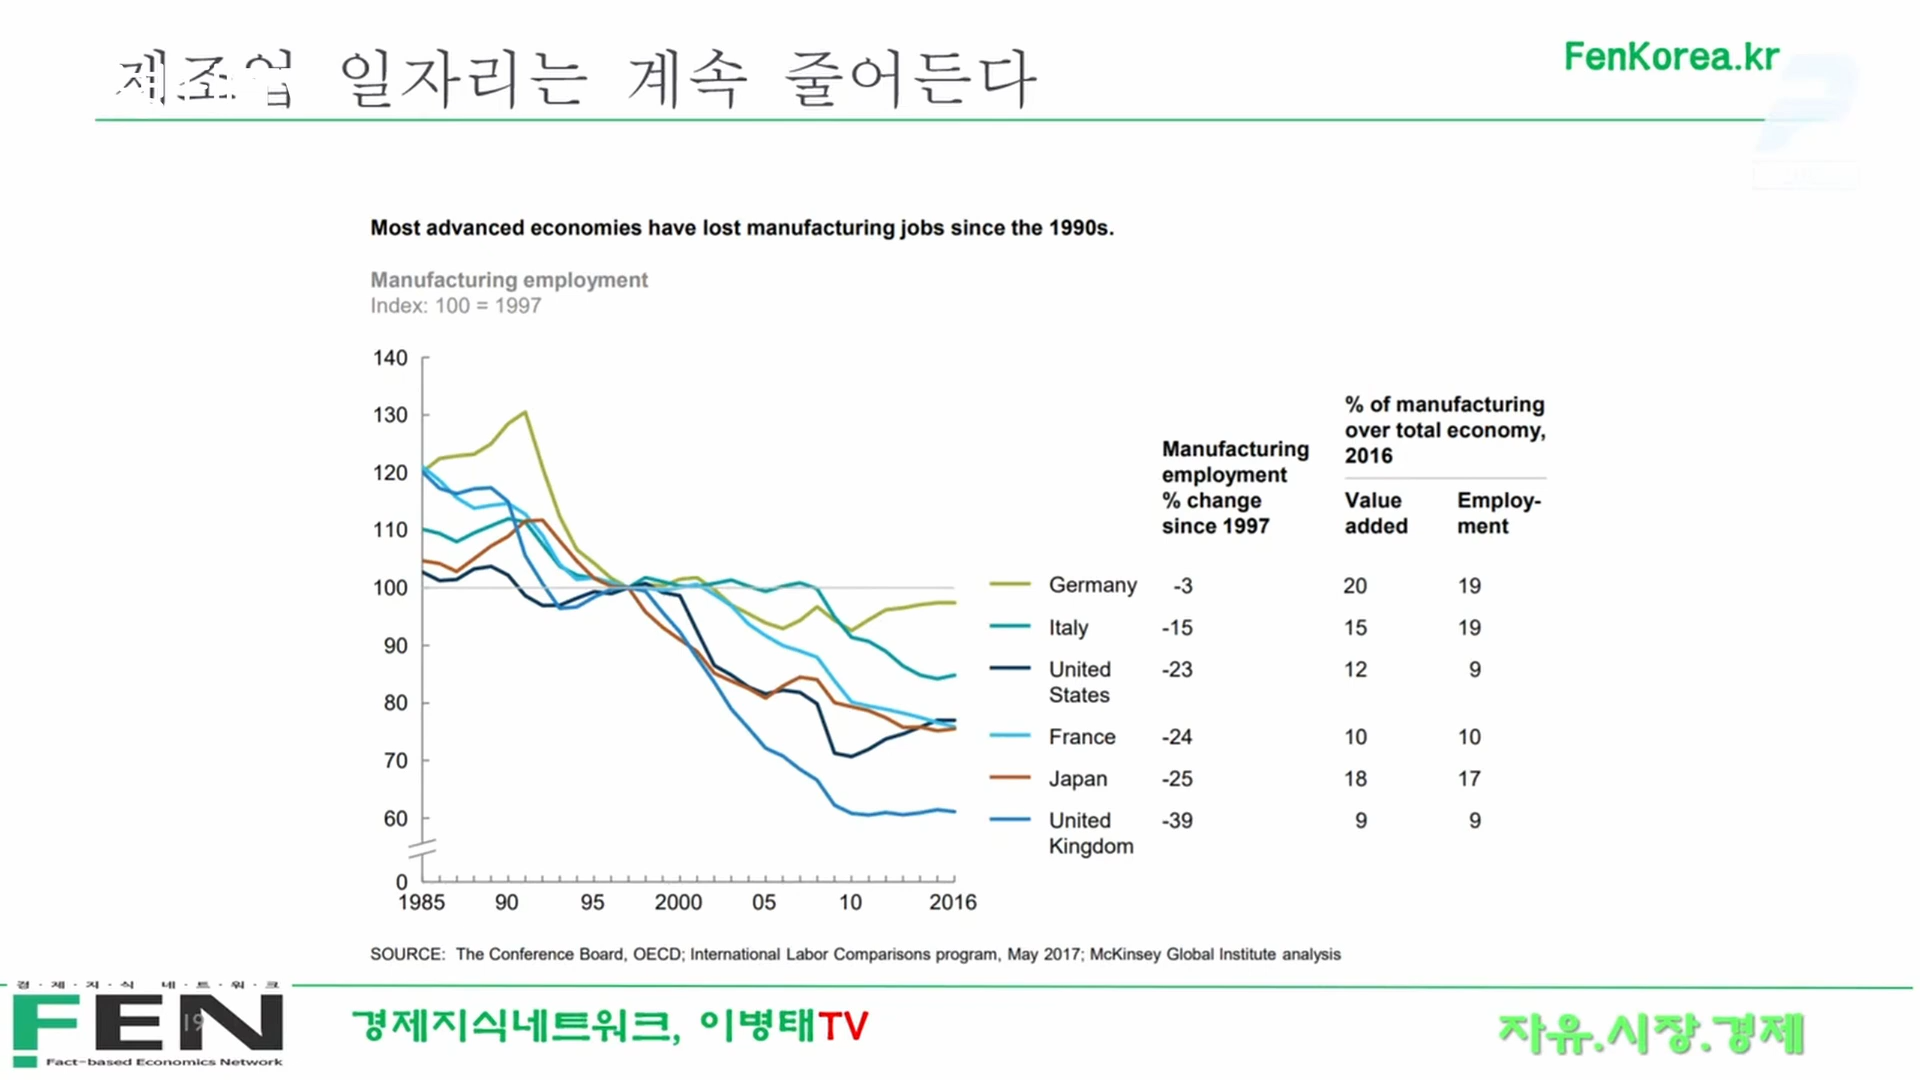 제조업 일자리는 계속 줄어든다
FenKorea.kr
Most advanced economies have lost manufacturing jobs since the 1990s.
Manufacturing employment
Index: 100 = 1997
140
130
120
110
100
90
80
70
60
0
1985 90 95 2000 05 10 2016
Manufacturing
employment
% change
since 1997
% of manufacturing
over total economy,
2016
Value
added
Employ-
ment
Germany -3 20 19
Italy -15 15 19
United
States -23 12 9
France -24 10 10
Japan -25 18 17
United
Kingdom -39 9 9
SOURCE: The Conference Board, OECD; International Labor Comparisons program, May 2017; McKinsey Global Institute analysis
경·제·지·식 네·트·워·크
FEN
Fact-based Economics Network
경제지식네트워크, 이병태TV
자유.시장.경제